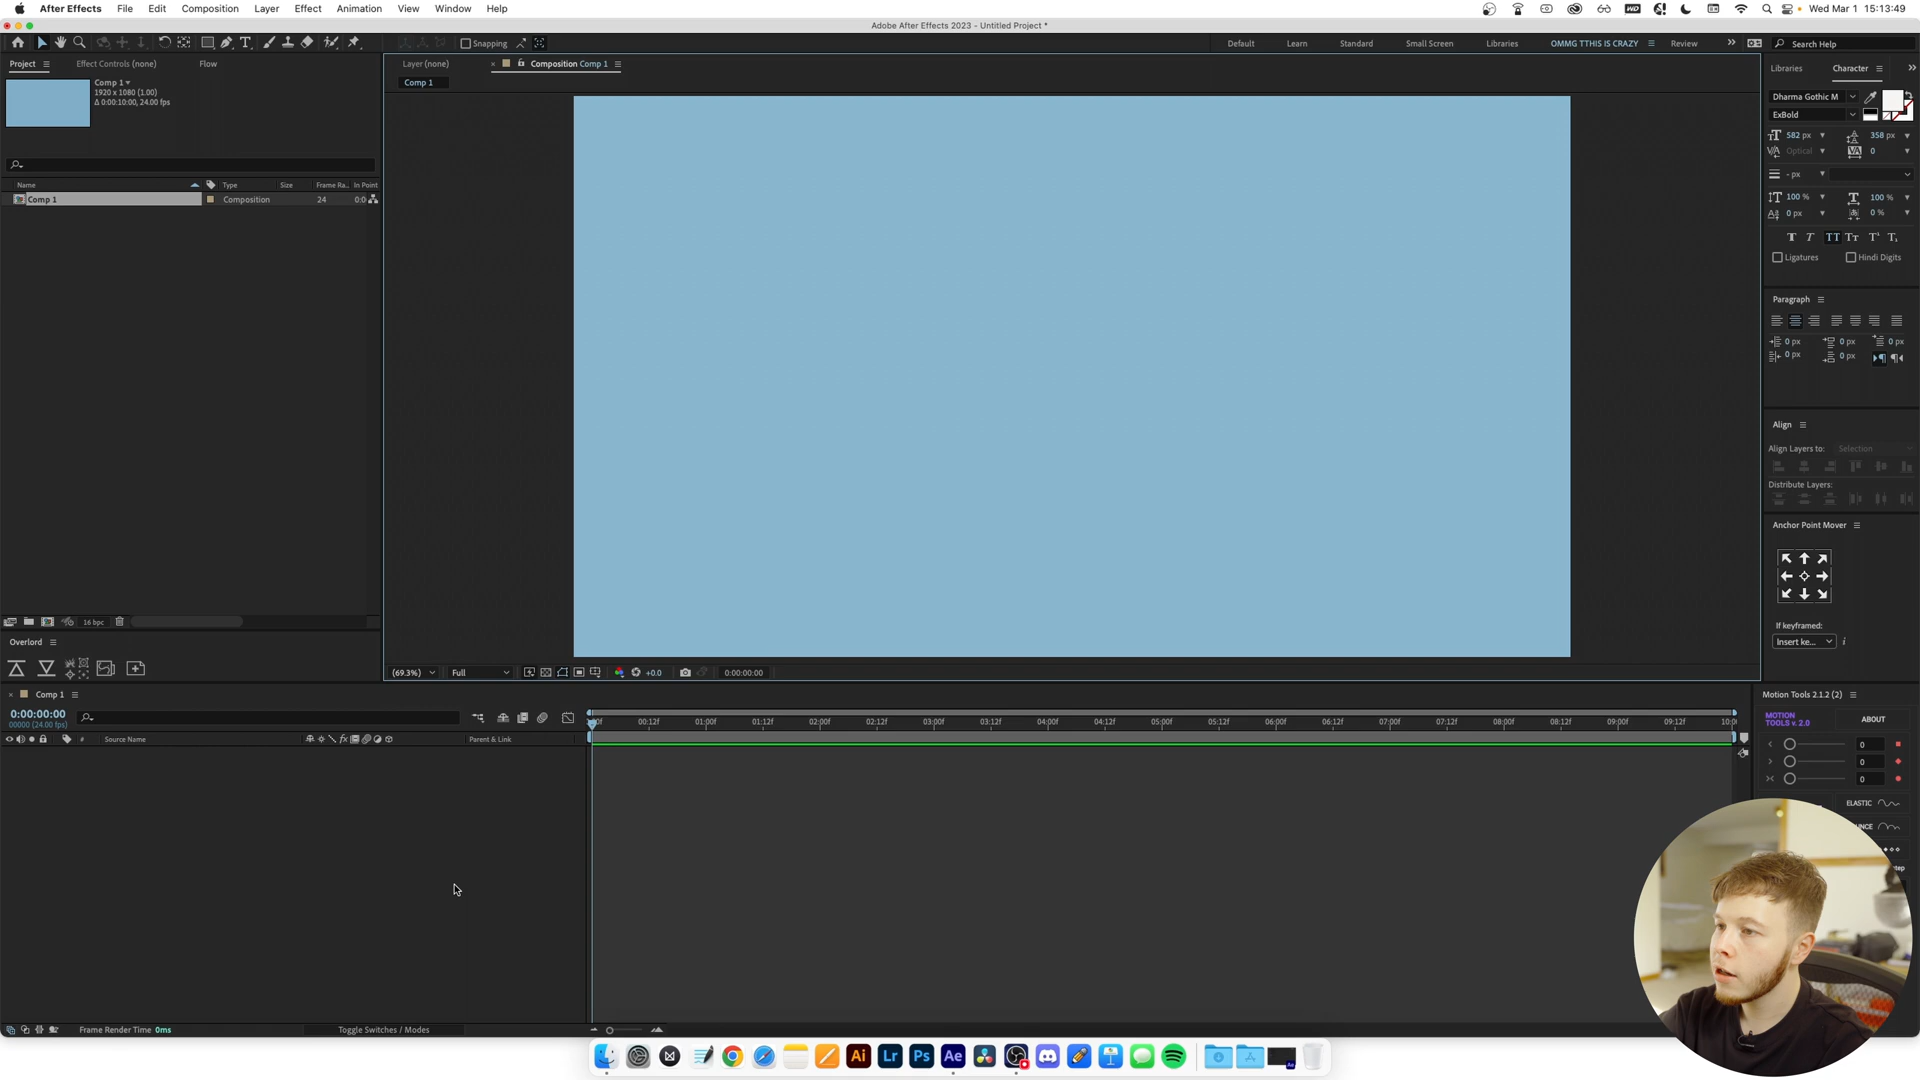 After Effects File Edit Composition Layer Effect Animation View Window Help Wed Mar 1 15:13:49
Adobe After Effects 2023 - Untitled Project *
Snapping Default Learn Standard Small Screen Libraries OMMG TTHIS IS CRAZY Review Search Help
Project Effect Controls (none) Flow Layer (none) Composition Comp 1 Libraries Character
Comp 1
1920 x 1080 (1.00)
Δ 0:00:10:00, 24.00 fps
Comp 1
Dharma Gothic M
ExBold
582 px 358 px
Optical 0
- px
100 % 100 %
0 px 0 %
Ligatures Hindi Digits
Name Type Size Frame Ra... In Point
Comp 1 Composition 24 0:0
Paragraph
0 px 0 px 0 px
0 px 0 px
Align
Align Layers to: Selection
Distribute Layers:
Anchor Point Mover
If keyframed:
Insert ke...
16 bpc
Overlord
(69.3%) Full +0.0 0:00:00:00
Comp 1
0:00:00:00
00000 (24.00 fps)
00:12f 01:00f 01:12f 02:00f 02:12f 03:00f 03:12f 04:00f 04:12f 05:00f 05:12f 06:00f 06:12f 07:00f 07:12f 08:00f 08:12f 09:00f 09:12f
# Source Name Parent & Link
Motion Tools 2.1.2 (2)
MOTION
TOOLS v. 2.0 ABOUT
0
0
0
ELASTIC
Frame Render Time 0ms Toggle Switches / Modes
Ai Lr Ps Ae